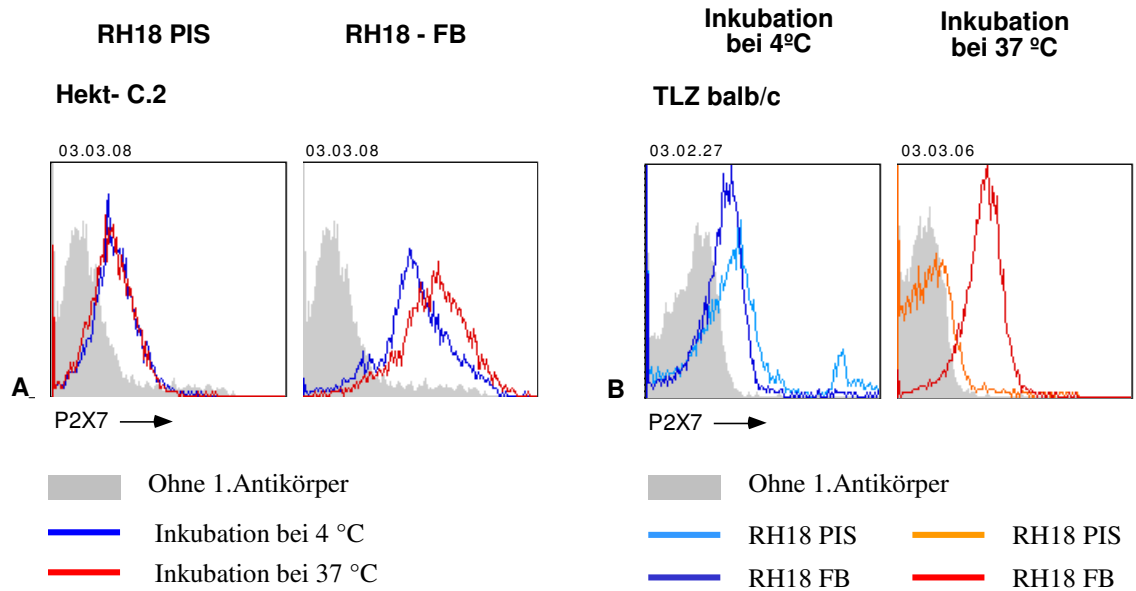 RH18 PIS
RH18 - FB
Hekt- C.2
03.03.08
03.03.08
A_
P2X7
Ohne 1.Antikörper
Inkubation bei 4 °C
Inkubation bei 37 °C
Inkubation
bei 4ºC
Inkubation
bei 37 ºC
TLZ balb/c
03.02.27
03.03.06
B
P2X7
Ohne 1.Antikörper
RH18 PIS
RH18 PIS
RH18 FB
RH18 FB